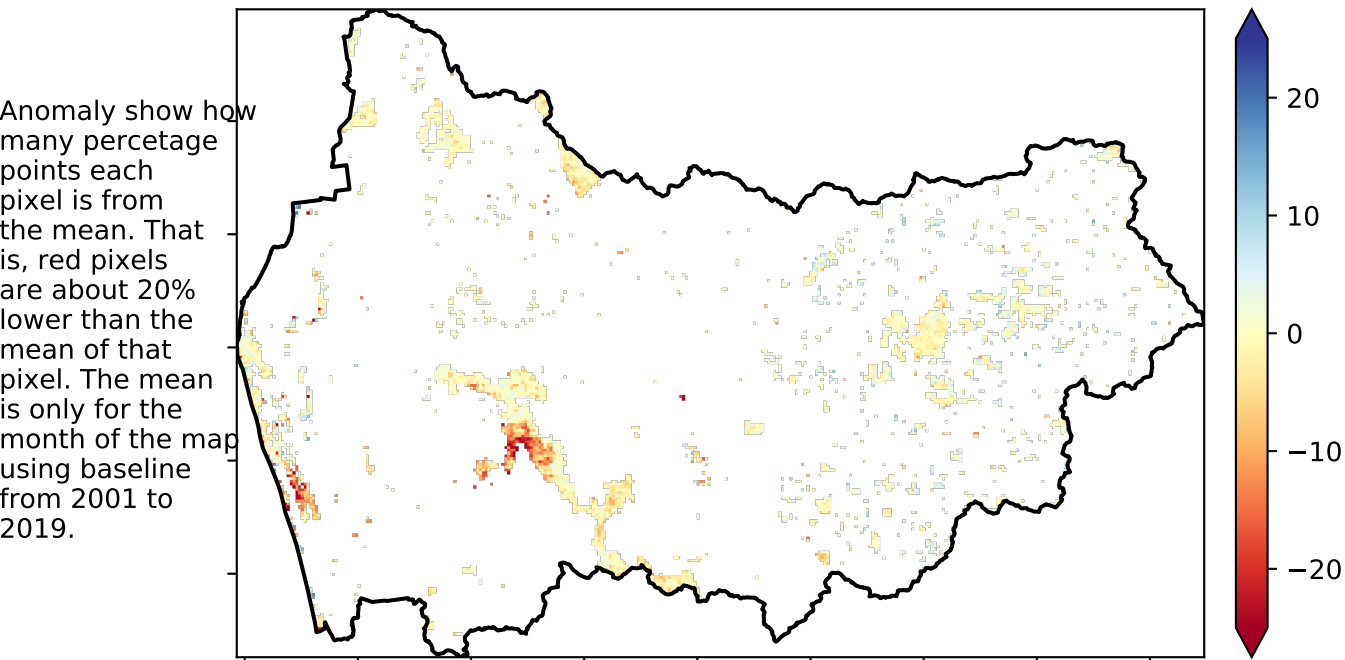 Anomaly show how
many percetage
points each
pixel is from
the mean. That
is, red pixels
are about 20%
lower than the
mean of that
pixel. The mean
is only for the
month of the map
using baseline
from 2001 to
2019.
20
10
0
−10
−20